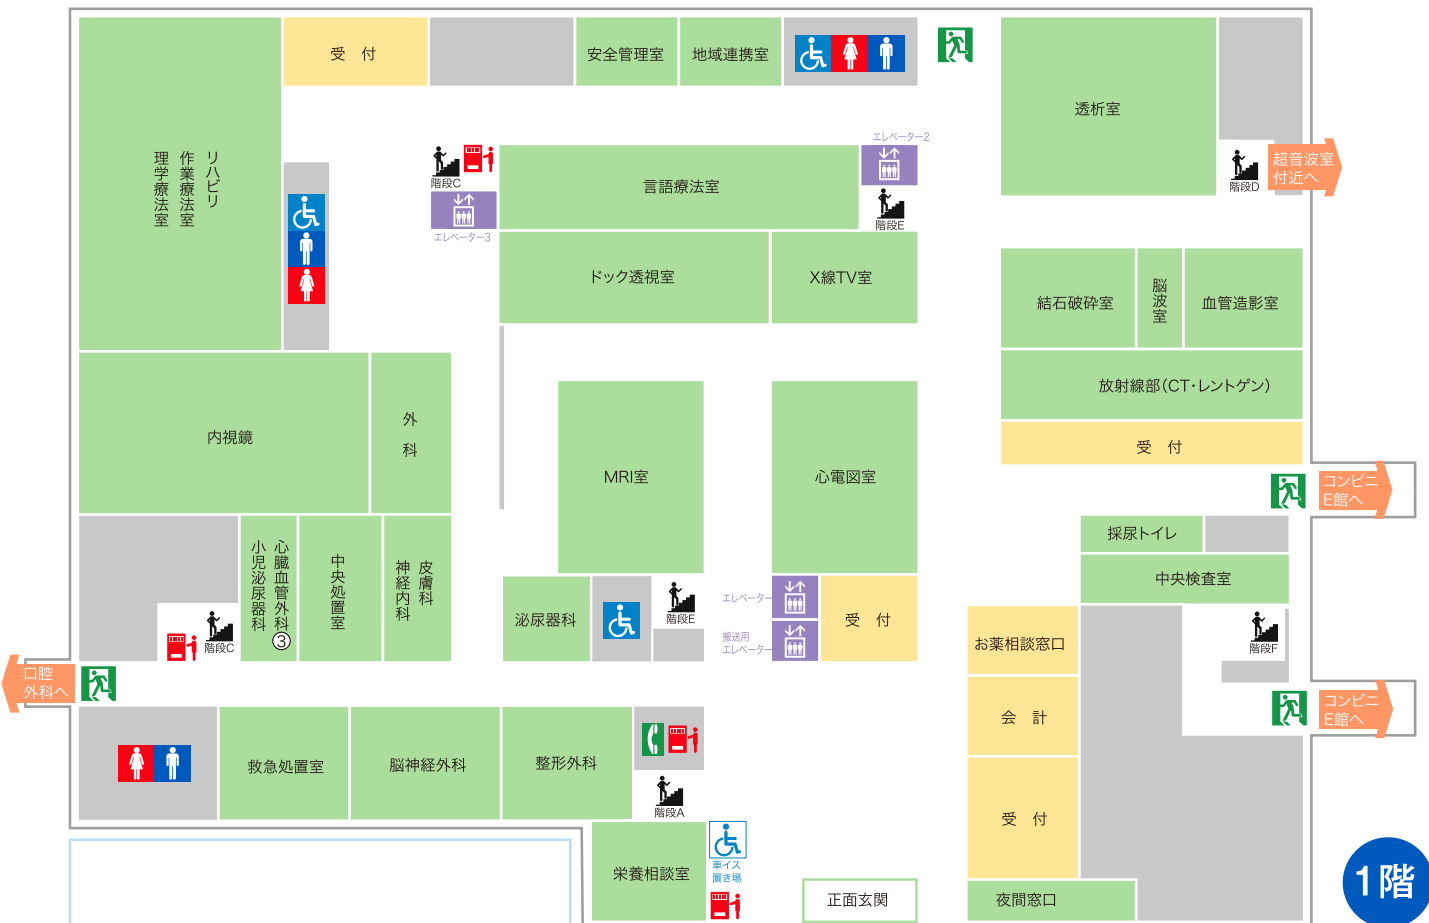 受　付
安全管理室
地域連携室
透析室
超音波室
付近へ
階段D
リハビリ
作業療法室
理学療法室
階段C
エレベーター3
言語療法室
エレベーター2
階段E
ドック透視室
X線TV室
結石破砕室
脳波室
血管造影室
放射線部(CT・レントゲン)
受　付
内視鏡
外科
MRI室
心電図室
コンビニ
E館へ
心臓血管外科③
小児泌尿器科
中央処置室
皮膚科
神経内科
階段C
泌尿器科
階段E
エレベーター
搬送用
エレベーター
受　付
採尿トイレ
中央検査室
お薬相談窓口
階段F
会　計
コンビニ
E館へ
口腔
外科へ
救急処置室
脳神経外科
整形外科
階段A
受　付
栄養相談室
車イス
置き場
正面玄関
夜間窓口
1階